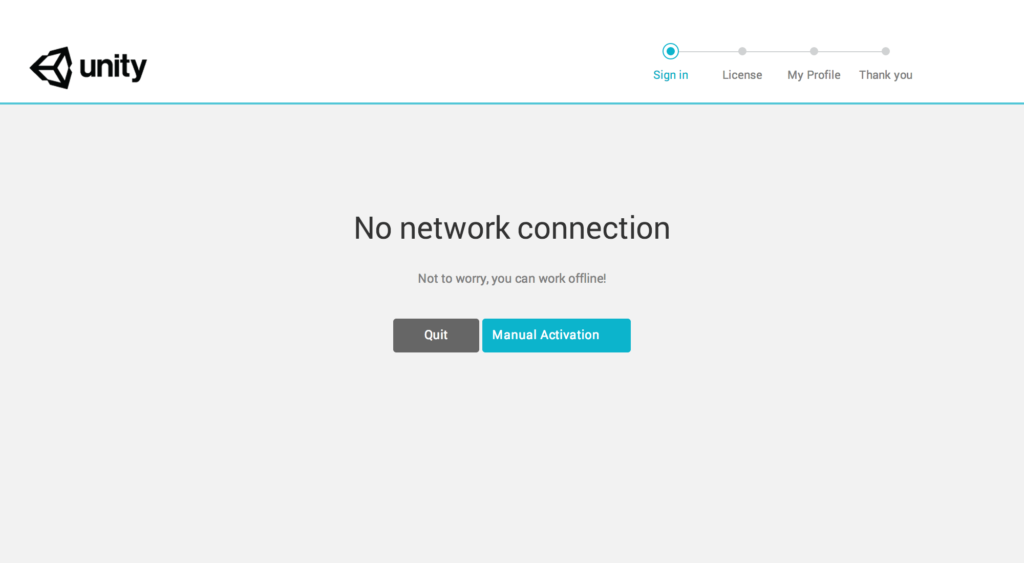 unity
Sign in License My Profile Thank you
No network connection
Not to worry, you can work offline!
Quit Manual Activation